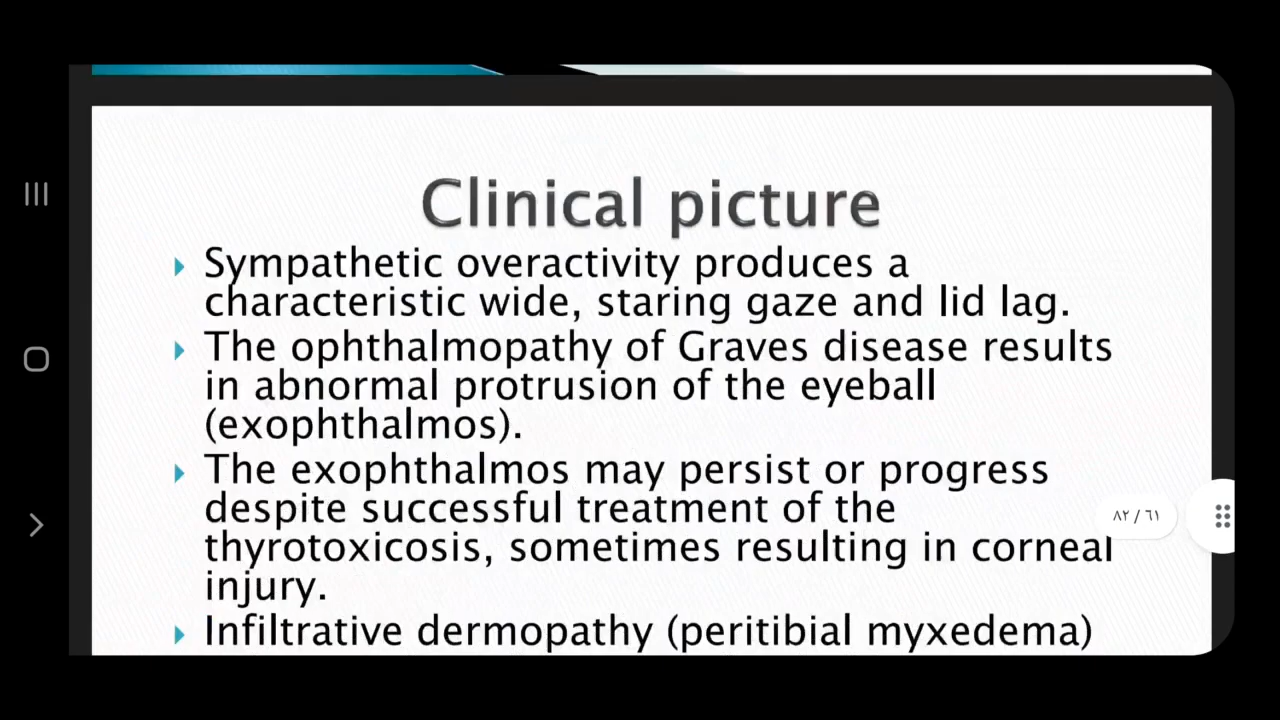 Clinical picture
Sympathetic overactivity produces a
characteristic wide, staring gaze and lid lag.
The ophthalmopathy of Graves disease results
in abnormal protrusion of the eyeball
(exophthalmos).
The exophthalmos may persist or progress
despite successful treatment of the
thyrotoxicosis, sometimes resulting in corneal
injury.
Infiltrative dermopathy (peritibial myxedema)
٨٢ / ٦١